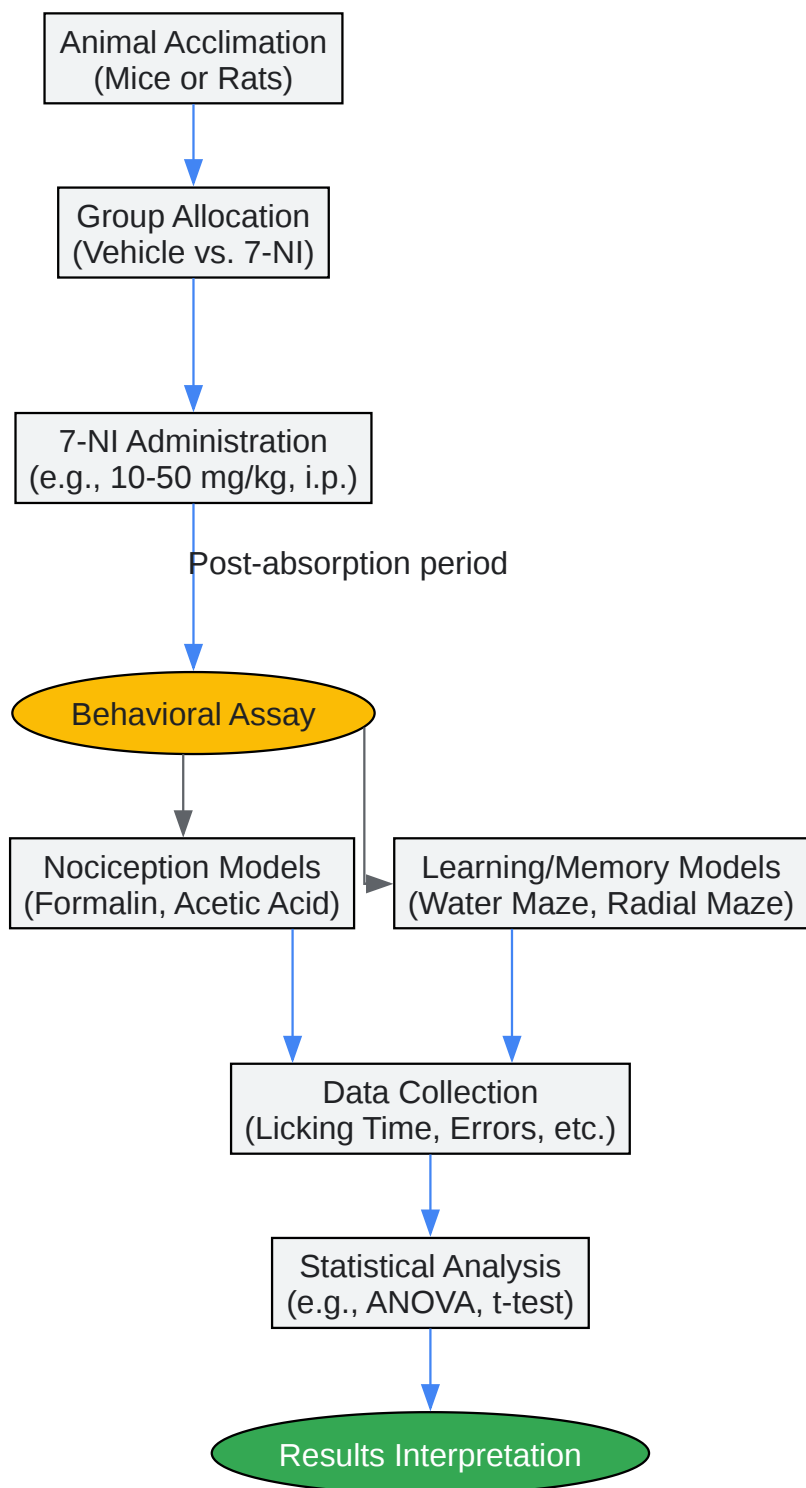 Animal Acclimation
(Mice or Rats)
Group Allocation
(Vehicle vs. 7-NI)
7-NI Administration
(e.g., 10-50 mg/kg, i.p.)
Post-absorption period
Behavioral Assay
Nociception Models
(Formalin, Acetic Acid)
Learning/Memory Models
(Water Maze, Radial Maze)
Data Collection
(Licking Time, Errors, etc.)
Statistical Analysis
(e.g., ANOVA, t-test)
Results Interpretation